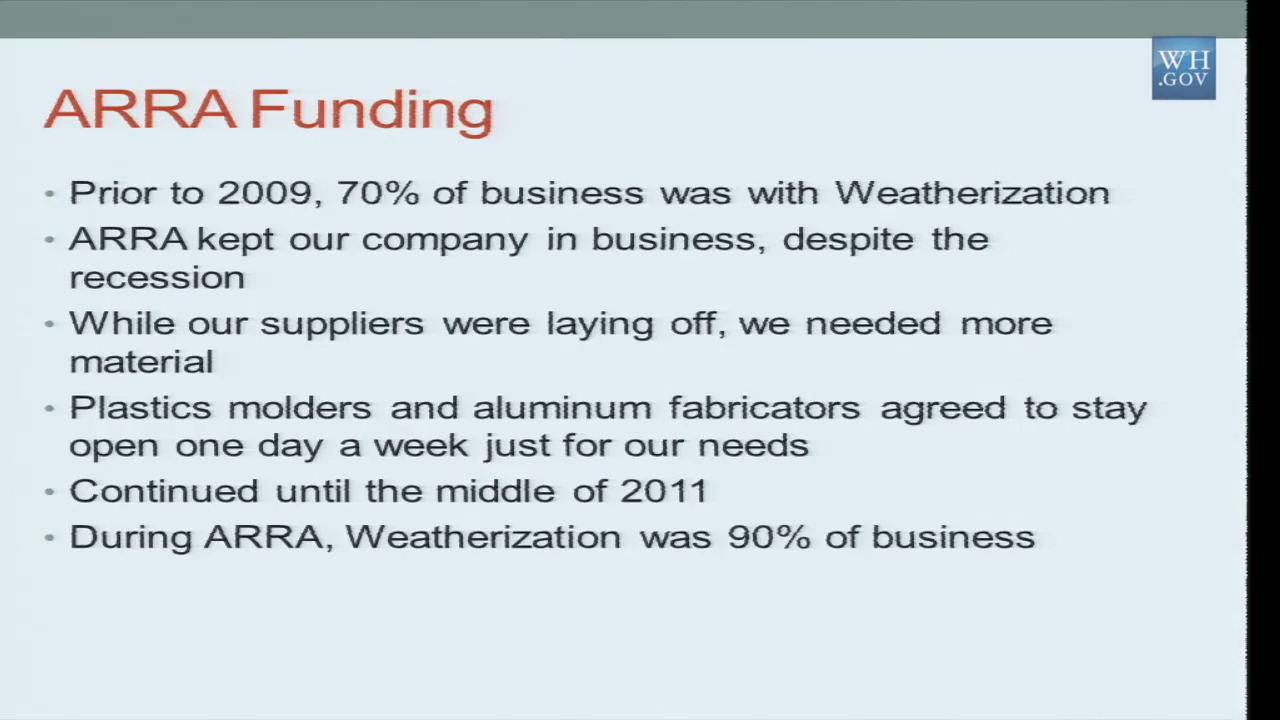 WH
.GOV
ARRA Funding
• Prior to 2009, 70% of business was with Weatherization
• ARRA kept our company in business, despite the
recession
• While our suppliers were laying off, we needed more
material
• Plastics molders and aluminum fabricators agreed to stay
open one day a week just for our needs
• Continued until the middle of 2011
• During ARRA, Weatherization was 90% of business